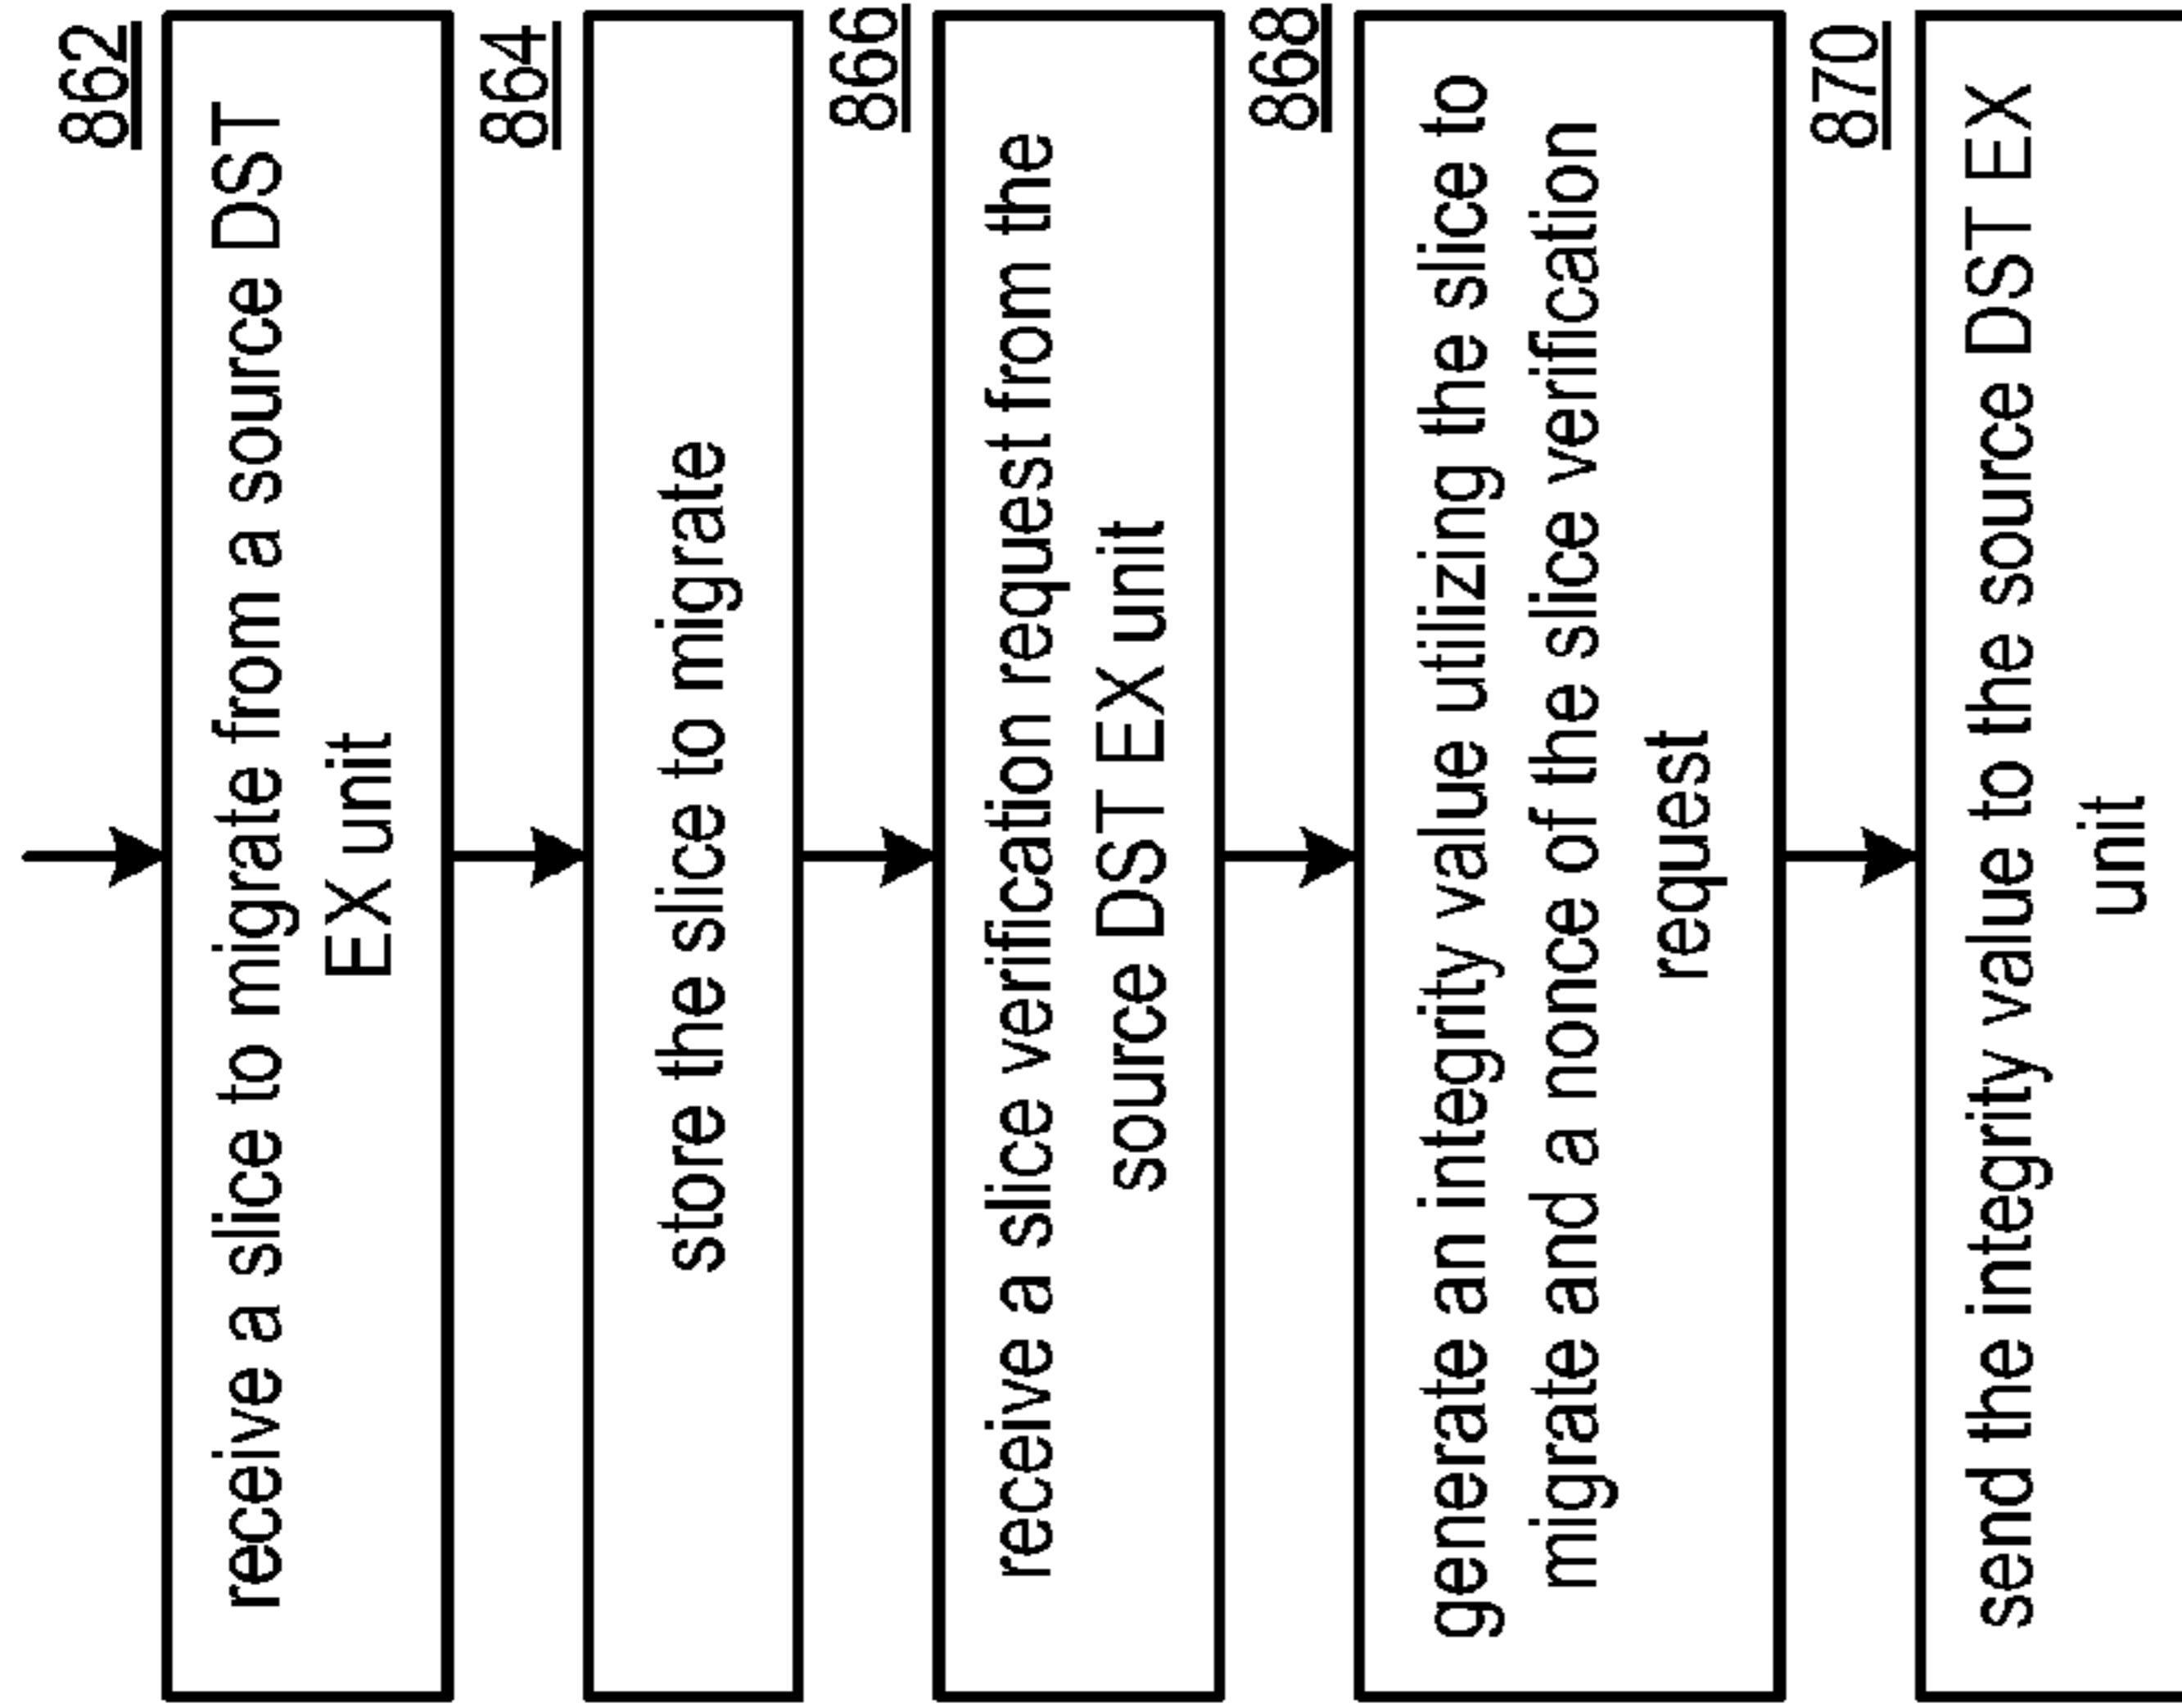 862
receive a slice to migrate from a source DST
EX unit
864
store the slice to migrate
866
receive a slice verification request from the
source DST EX unit
868
generate an integrity value utilizing the slice to
migrate and a nonce of the slice verification
request
870
send the integrity value to the source DST EX
unit